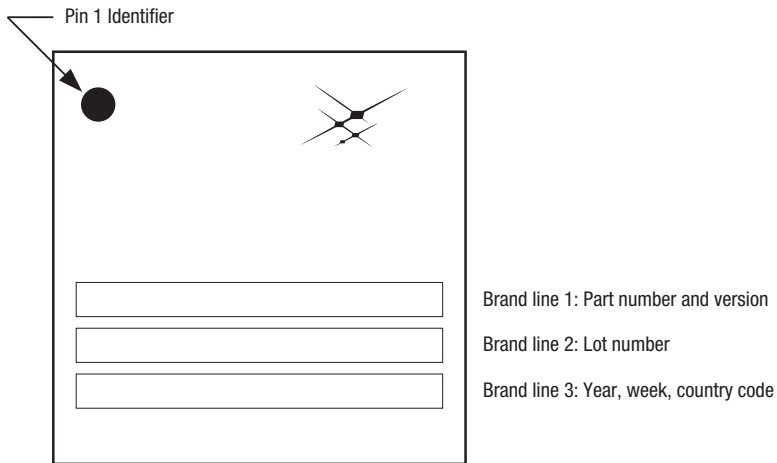 Pin 1 Identifier
Brand line 1: Part number and version
Brand line 2: Lot number
Brand line 3: Year, week, country code